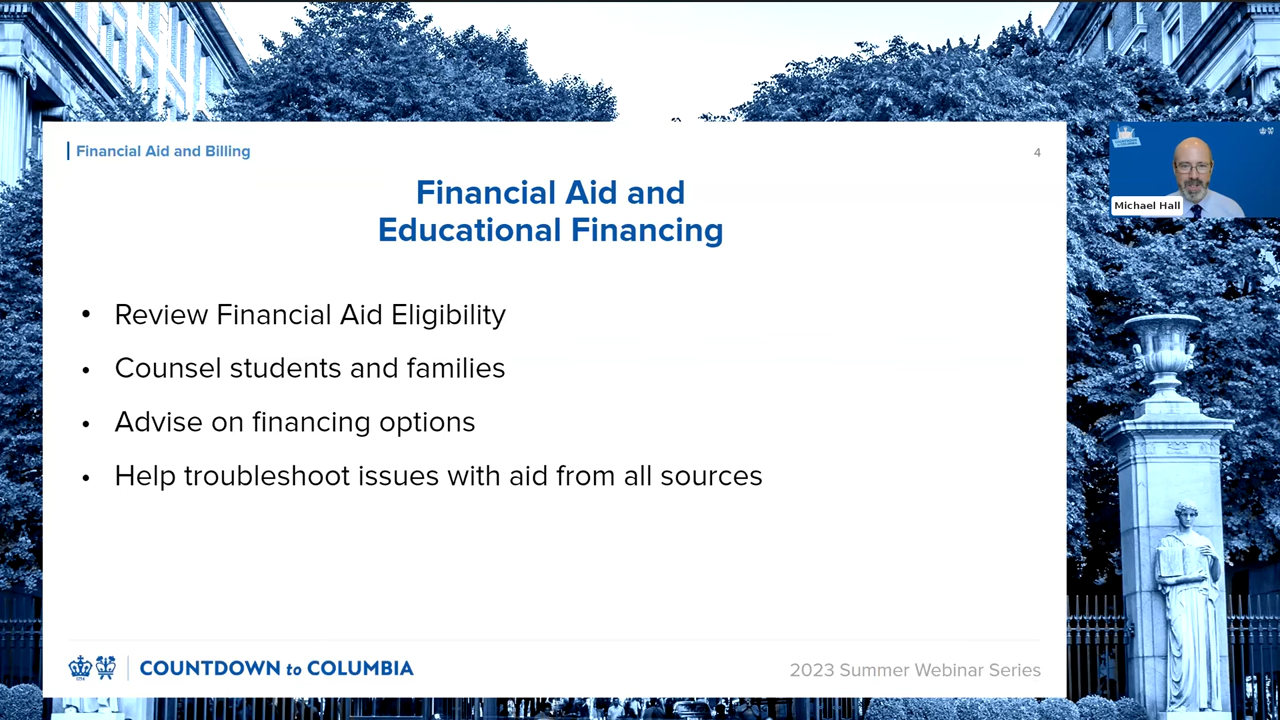 Financial Aid and Billing
4
Financial Aid and
Educational Financing
• Review Financial Aid Eligibility
• Counsel students and families
• Advise on financing options
• Help troubleshoot issues with aid from all sources
COUNTDOWN to COLUMBIA
2023 Summer Webinar Series
Michael Hall